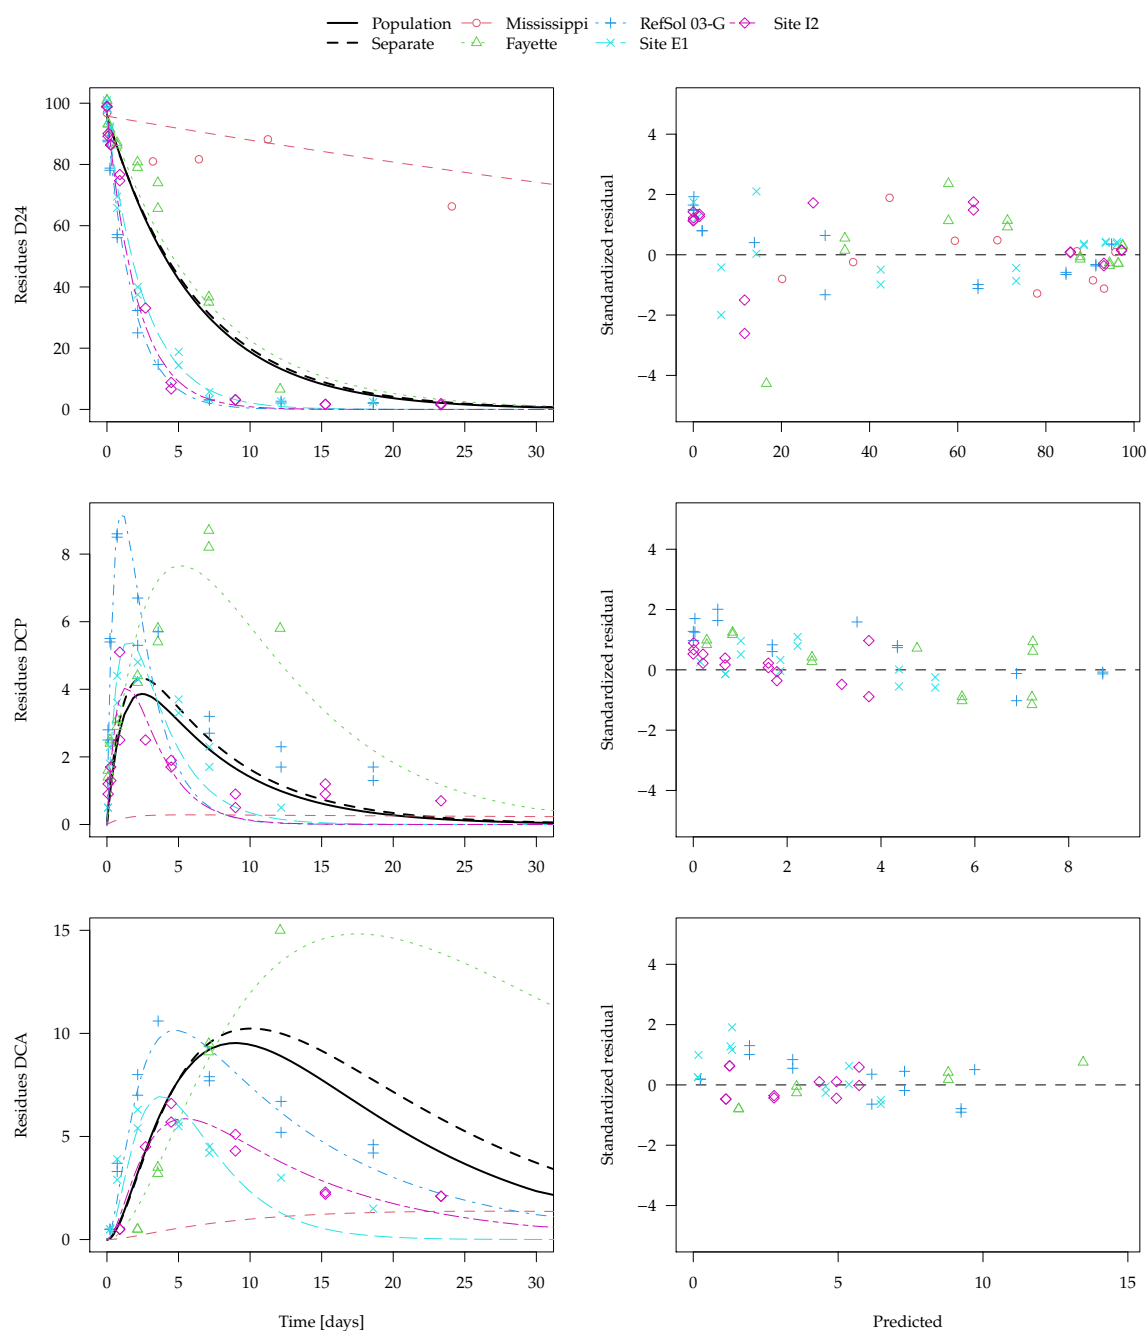 Population Mississippi RefSol 03-G Site I2
Separate Fayette Site E1
Residues D24
100
80
60
40
20
0
0 5 10 15 20 25 30
Standardized residual
4
2
0
−2
−4
0 20 40 60 80 100
Residues DCP
8
6
4
2
0
0 5 10 15 20 25 30
Standardized residual
4
2
0
−2
−4
0 2 4 6 8
Residues DCA
15
10
5
0
0 5 10 15 20 25 30
Time [days]
Standardized residual
4
2
0
−2
−4
0 5 10 15
Predicted